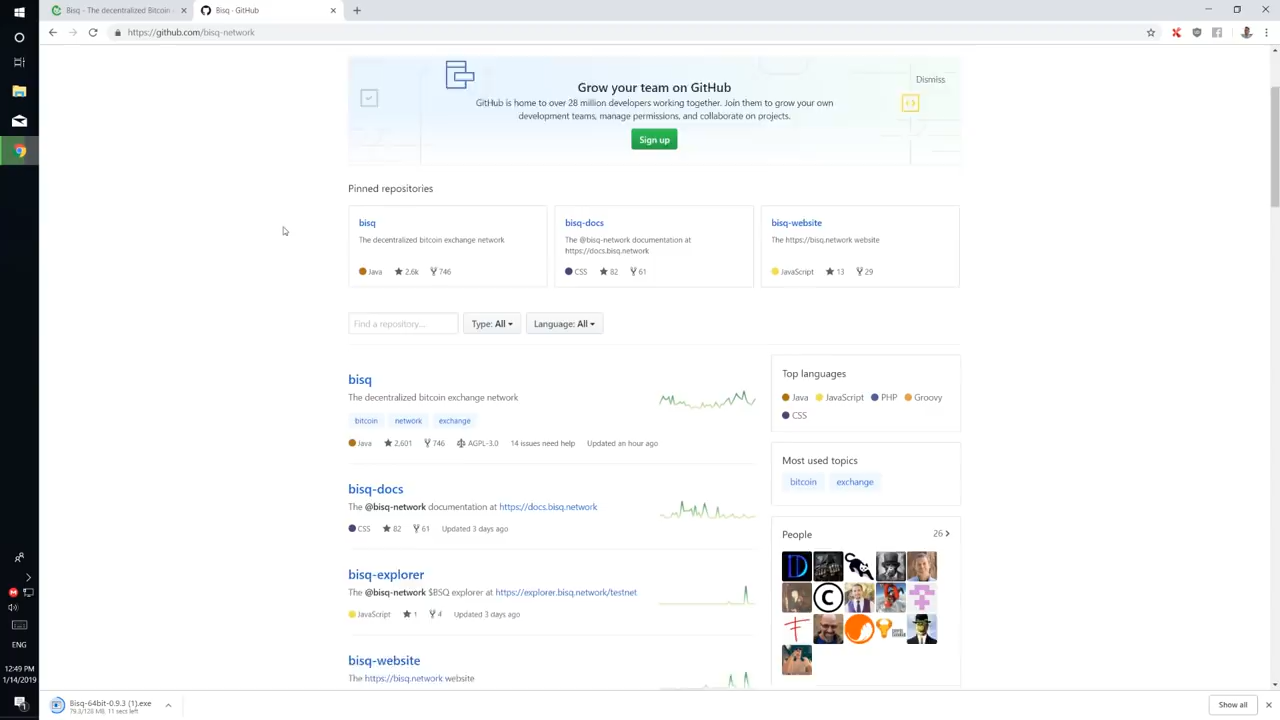 Bisq - The decentralized Bitcoin
Bisq · GitHub
https://github.com/bisq-network
Grow your team on GitHub
Dismiss
GitHub is home to over 28 million developers working together. Join them to grow your own
development teams, manage permissions, and collaborate on projects.
Sign up
Pinned repositories
bisq
The decentralized bitcoin exchange network
Java 2.6k 746
bisq-docs
The @bisq-network documentation at
https://docs.bisq.network
CSS 82 61
bisq-website
The https://bisq.network website
JavaScript 13 29
Find a repository...
Type: All
Language: All
bisq
The decentralized bitcoin exchange network
bitcoin network exchange
Java 2,601 746 AGPL-3.0 14 issues need help Updated an hour ago
bisq-docs
The @bisq-network documentation at https://docs.bisq.network
CSS 82 61 Updated 3 days ago
bisq-explorer
The @bisq-network $BSQ explorer at https://explorer.bisq.network/testnet
JavaScript 1 4 Updated 3 days ago
bisq-website
The https://bisq.network website
Top languages
Java JavaScript PHP Groovy
CSS
Most used topics
bitcoin exchange
People 26
ENG
12:49 PM
1/14/2019
Bisq-64bit-0.9.3 (1).exe
79.3/128 MB, 11 secs left
Show all